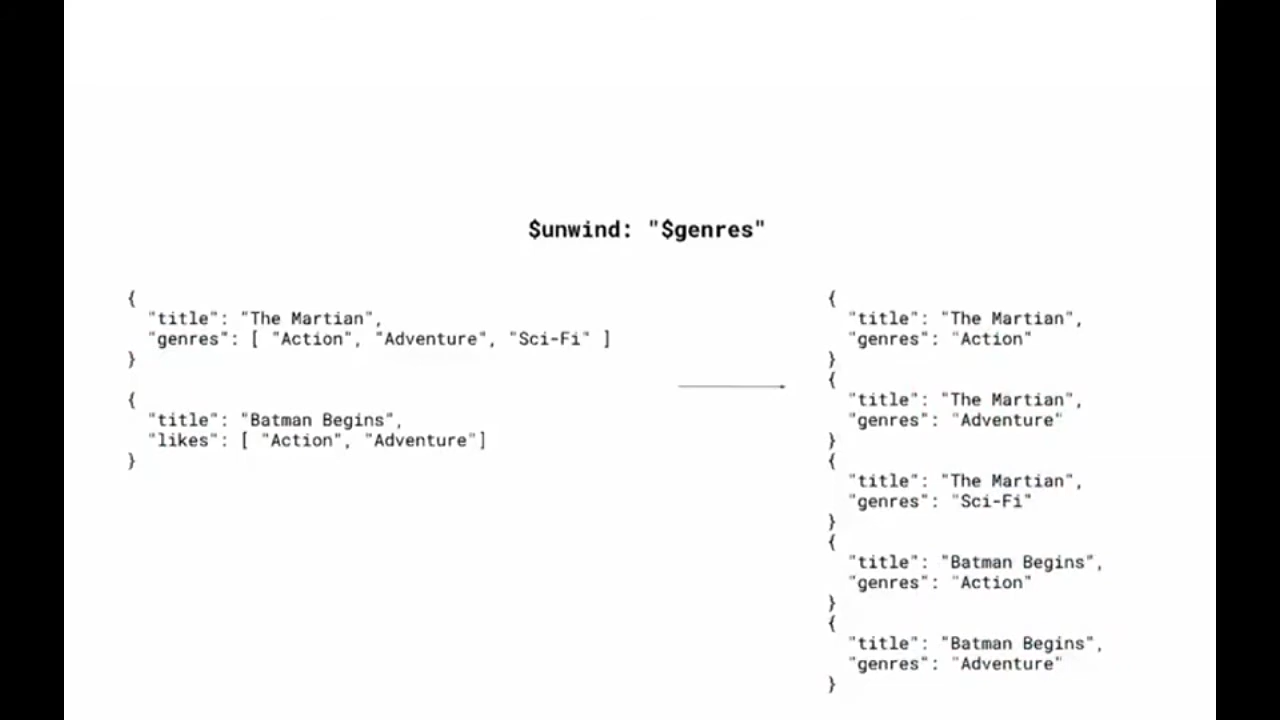 $unwind: "$genres"
{
"title": "The Martian",
"genres": [ "Action", "Adventure", "Sci-Fi" ]
}
{
"title": "Batman Begins",
"likes": [ "Action", "Adventure"]
}
{
"title": "The Martian",
"genres": "Action"
}
{
"title": "The Martian",
"genres": "Adventure"
}
{
"title": "The Martian",
"genres": "Sci-Fi"
}
{
"title": "Batman Begins",
"genres": "Action"
}
{
"title": "Batman Begins",
"genres": "Adventure"
}